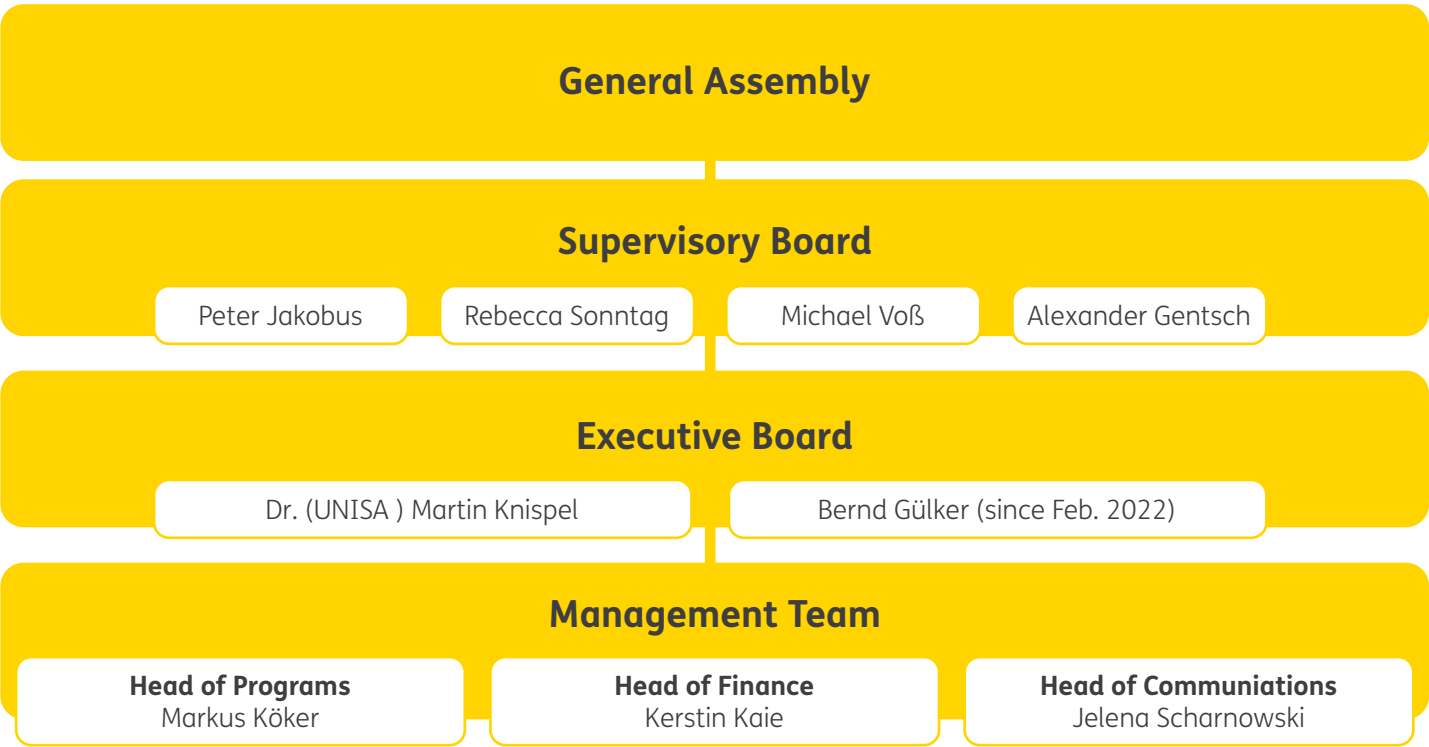 General Assembly
Supervisory Board
Peter Jakobus
Rebecca Sonntag
Michael Voß
Alexander Gentsch
Executive Board
Dr. (UNISA ) Martin Knispel
Bernd Gülker (since Feb. 2022)
Management Team
Head of Programs
Markus Köker
Head of Finance
Kerstin Kaie
Head of Communiations
Jelena Scharnowski